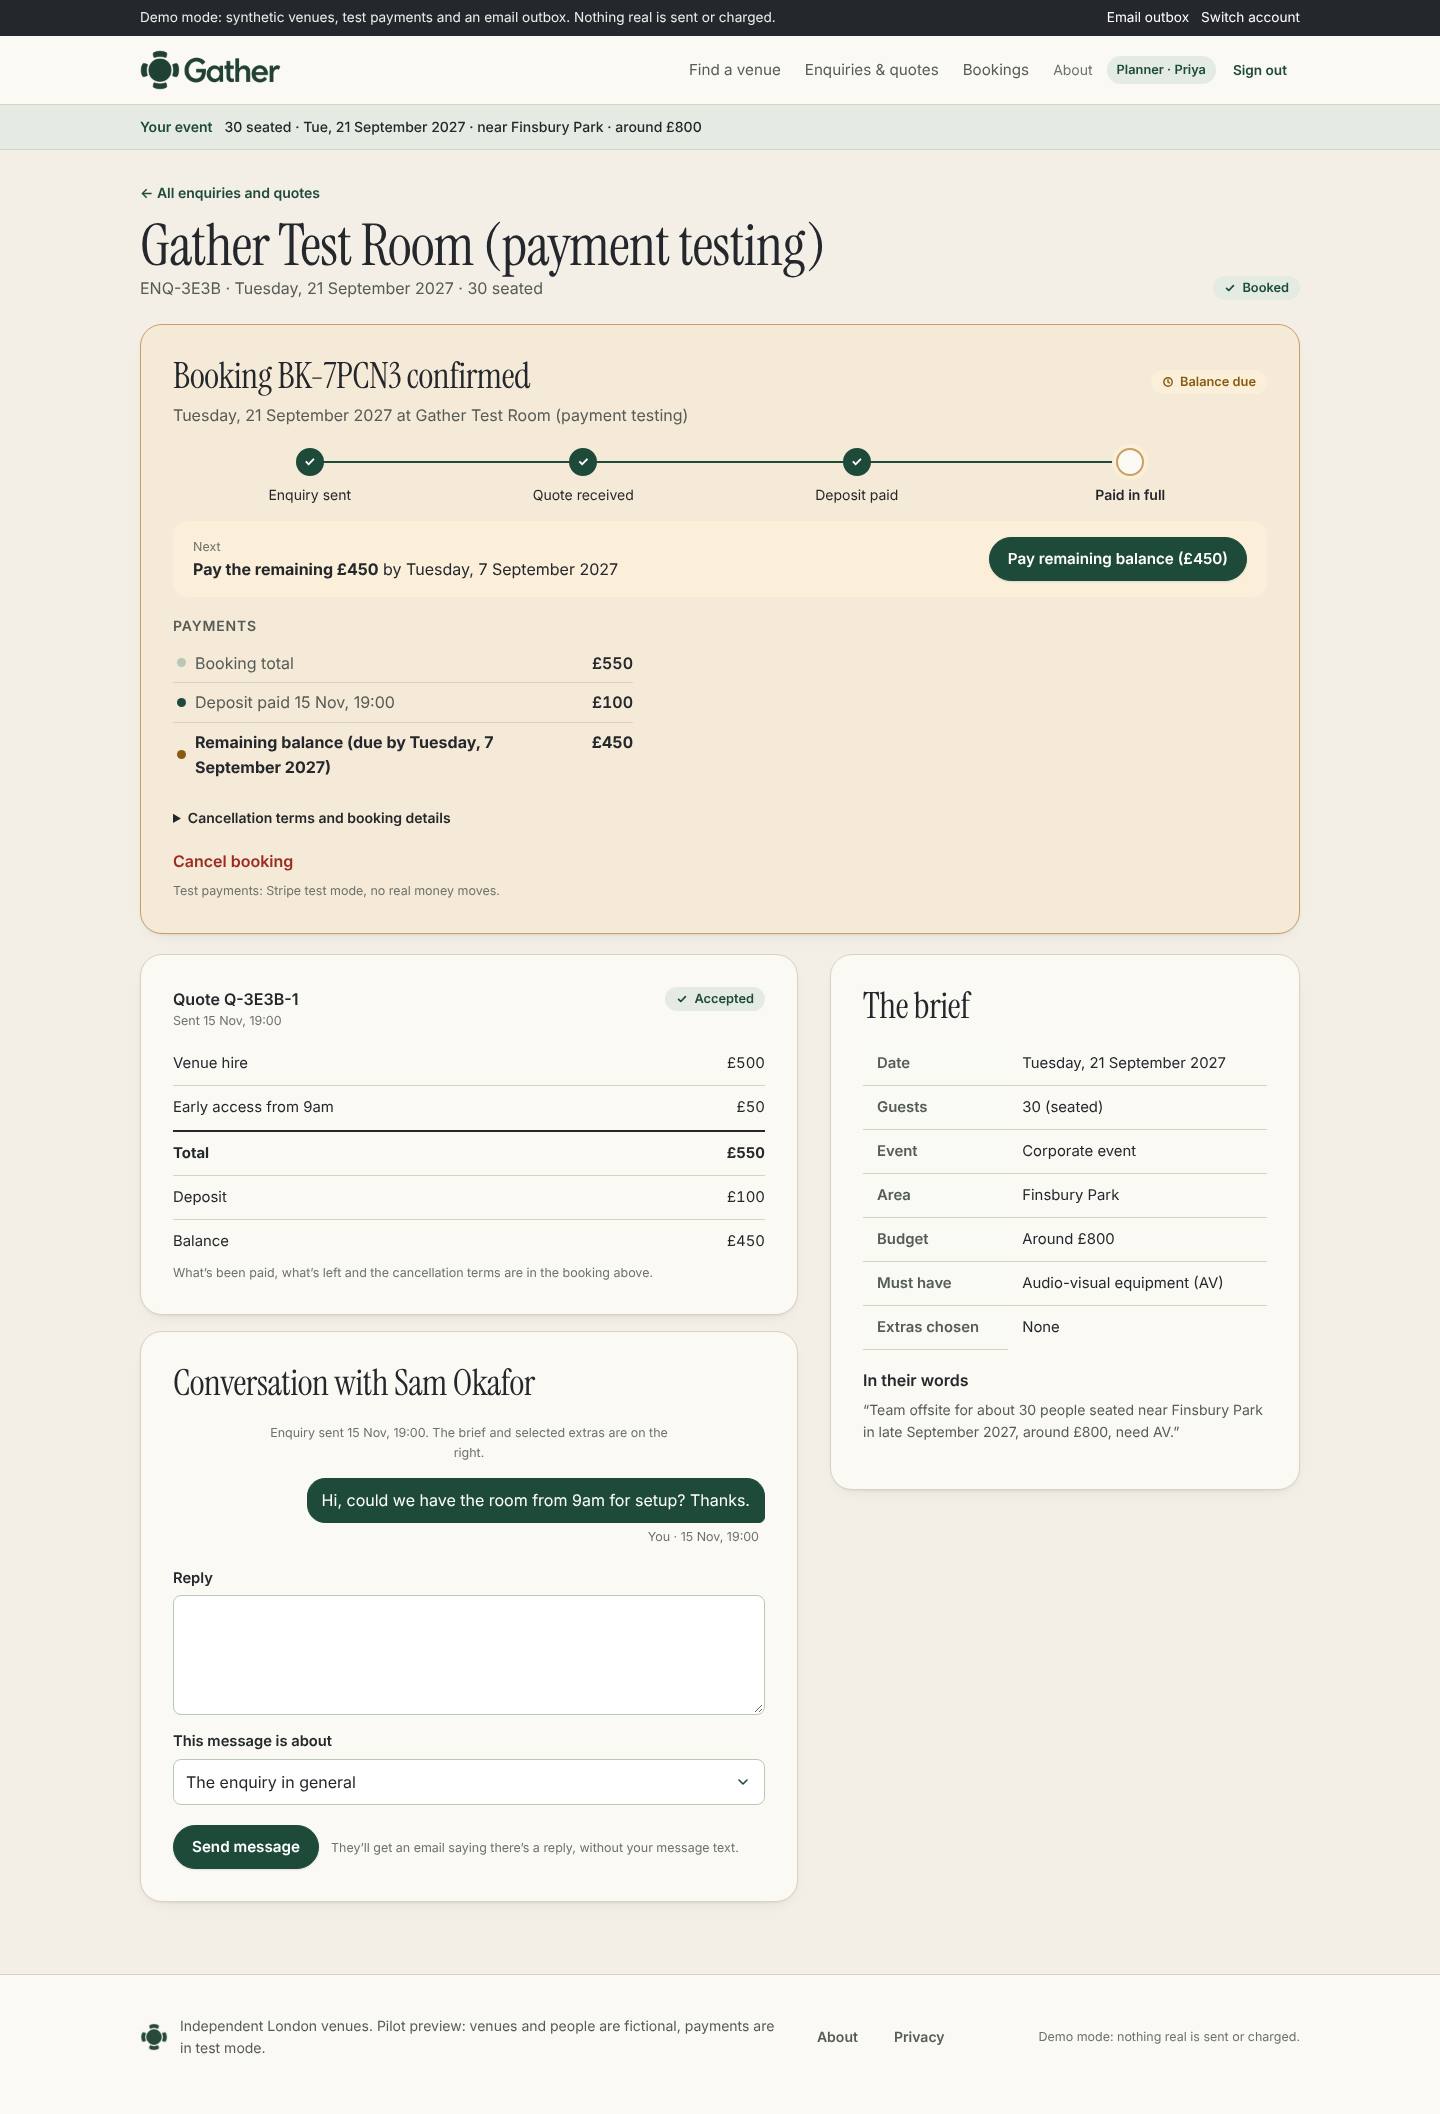 Demo mode: synthetic venues, test payments and an email outbox. Nothing real is sent or charged.
Email outbox Switch account
Gather
Find a venue Enquiries & quotes Bookings About Planner · Priya Sign out
Your event 30 seated · Tue, 21 September 2027 · near Finsbury Park · around £800
← All enquiries and quotes
Gather Test Room (payment testing)
ENQ-3E3B · Tuesday, 21 September 2027 · 30 seated
Booked
Booking BK-7PCN3 confirmed
Balance due
Tuesday, 21 September 2027 at Gather Test Room (payment testing)
Enquiry sent Quote received Deposit paid Paid in full
Next
Pay the remaining £450 by Tuesday, 7 September 2027
Pay remaining balance (£450)
PAYMENTS
Booking total £550
Deposit paid 15 Nov, 19:00 £100
Remaining balance (due by Tuesday, 7 £450
September 2027)
Cancellation terms and booking details
Cancel booking
Test payments: Stripe test mode, no real money moves.
Quote Q-3E3B-1
Accepted
Sent 15 Nov, 19:00
Venue hire £500
Early access from 9am £50
Total £550
Deposit £100
Balance £450
What’s been paid, what’s left and the cancellation terms are in the booking above.
The brief
Date Tuesday, 21 September 2027
Guests 30 (seated)
Event Corporate event
Area Finsbury Park
Budget Around £800
Must have Audio-visual equipment (AV)
Extras chosen None
In their words
“Team offsite for about 30 people seated near Finsbury Park
in late September 2027, around £800, need AV.”
Conversation with Sam Okafor
Enquiry sent 15 Nov, 19:00. The brief and selected extras are on the
right.
Hi, could we have the room from 9am for setup? Thanks.
You · 15 Nov, 19:00
Reply
This message is about
The enquiry in general
Send message
They’ll get an email saying there’s a reply, without your message text.
Independent London venues. Pilot preview: venues and people are fictional, payments are
in test mode.
About Privacy
Demo mode: nothing real is sent or charged.